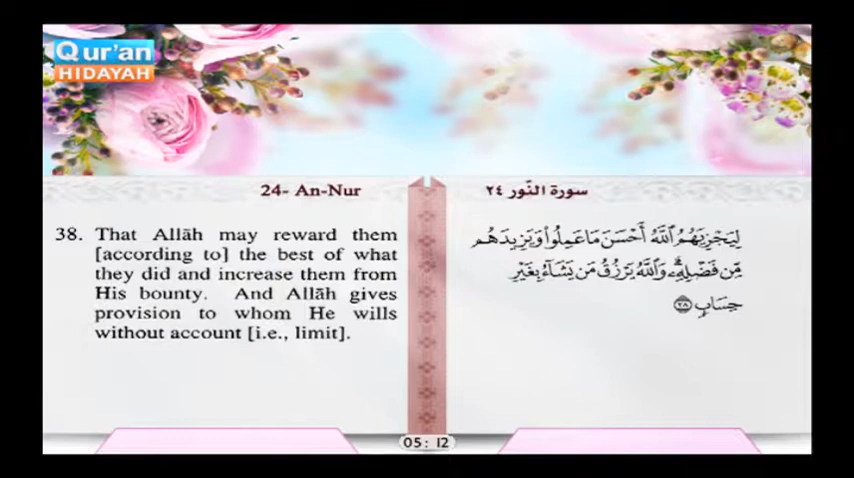 Qur'an
HIDAYAH
24- An-Nur
سورة النّور ٢٤
38. That Allāh may reward them
[according to] the best of what
they did and increase them from
His bounty. And Allāh gives
provision to whom He wills
without account [i.e., limit].
لِيَجْزِيَهُمُ ٱللَّهُ أَحْسَنَ مَا عَمِلُوا۟ وَيَزِيدَهُم
مِّن فَضْلِهِۦ ۗ وَٱللَّهُ يَرْزُقُ مَن يَشَآءُ بِغَيْرِ
حِسَابٍ ٣٨
05: 12